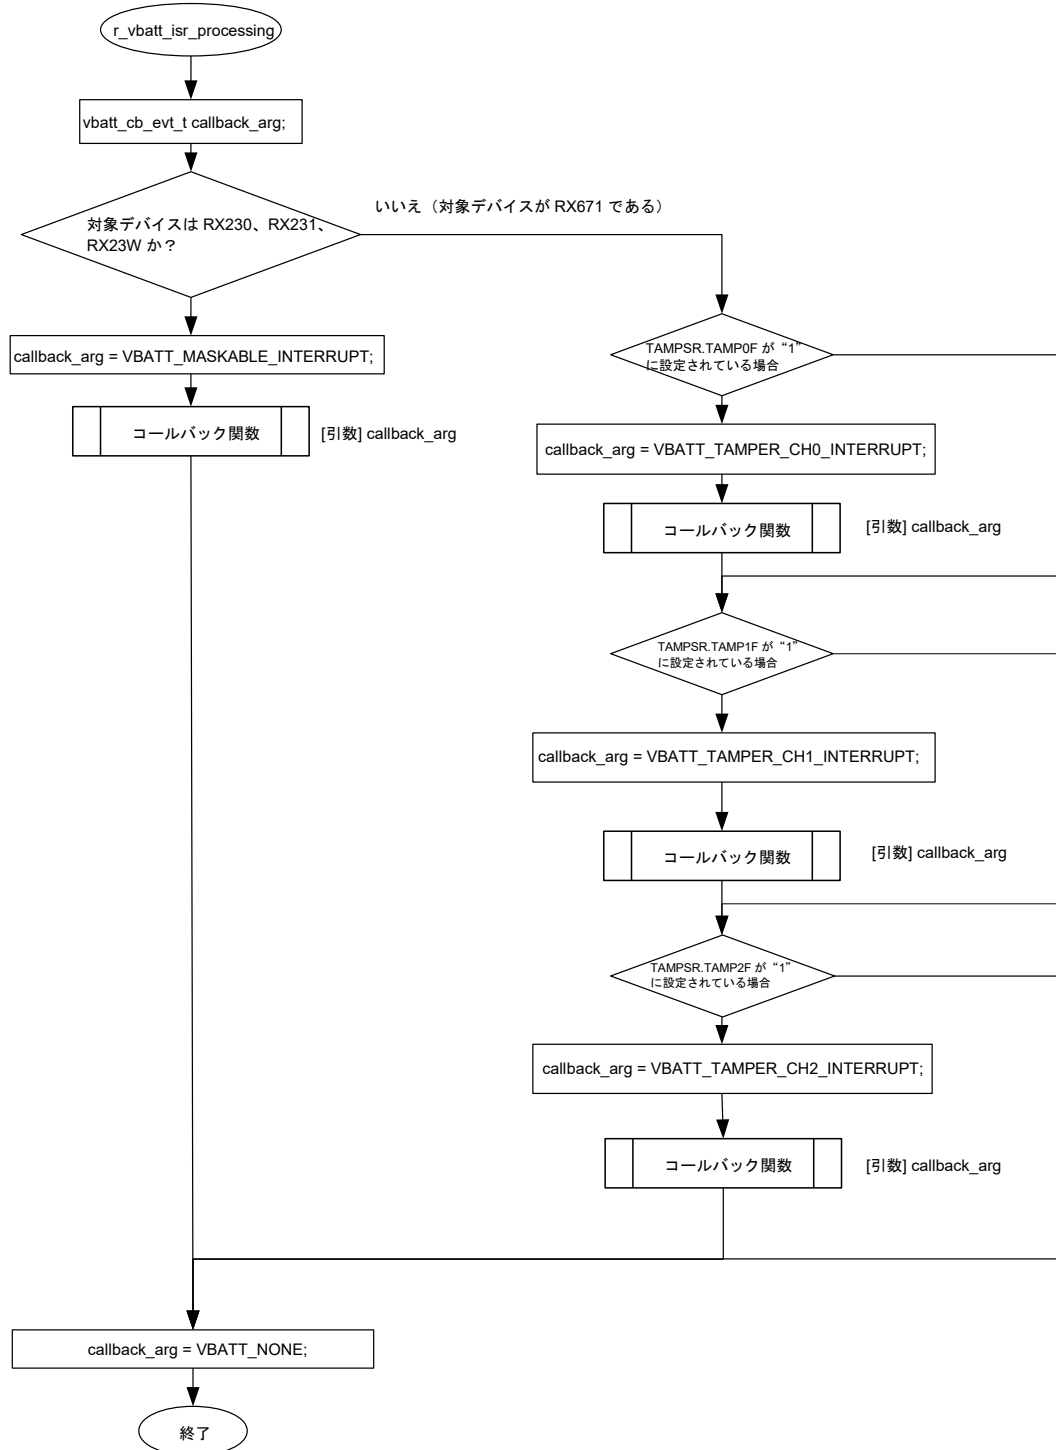 r_vbatt_isr_processing
vbatt_cb_evt_t callback_arg;
対象デバイスは RX230、RX231、
RX23W か？
いいえ（対象デバイスが RX671 である）
callback_arg = VBATT_MASKABLE_INTERRUPT;
コールバック関数
[引数] callback_arg
TAMPSR.TAMP0F が“1”
に設定されている場合
callback_arg = VBATT_TAMPER_CH0_INTERRUPT;
コールバック関数
[引数] callback_arg
TAMPSR.TAMP1F が“1”
に設定されている場合
callback_arg = VBATT_TAMPER_CH1_INTERRUPT;
コールバック関数
[引数] callback_arg
TAMPSR.TAMP2F が“1”
に設定されている場合
callback_arg = VBATT_TAMPER_CH2_INTERRUPT;
コールバック関数
[引数] callback_arg
callback_arg = VBATT_NONE;
終了